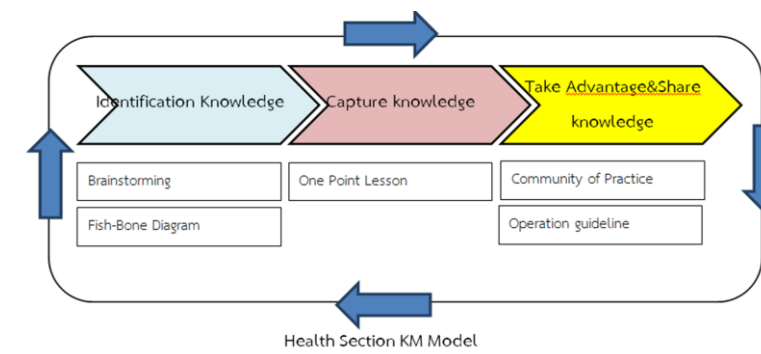 Identification Knowledge
Capture knowledge
Take Advantage&Share
knowledge
Brainstorming
One Point Lesson
Community of Practice
Fish-Bone Diagram
Operation guideline
Health Section KM Model